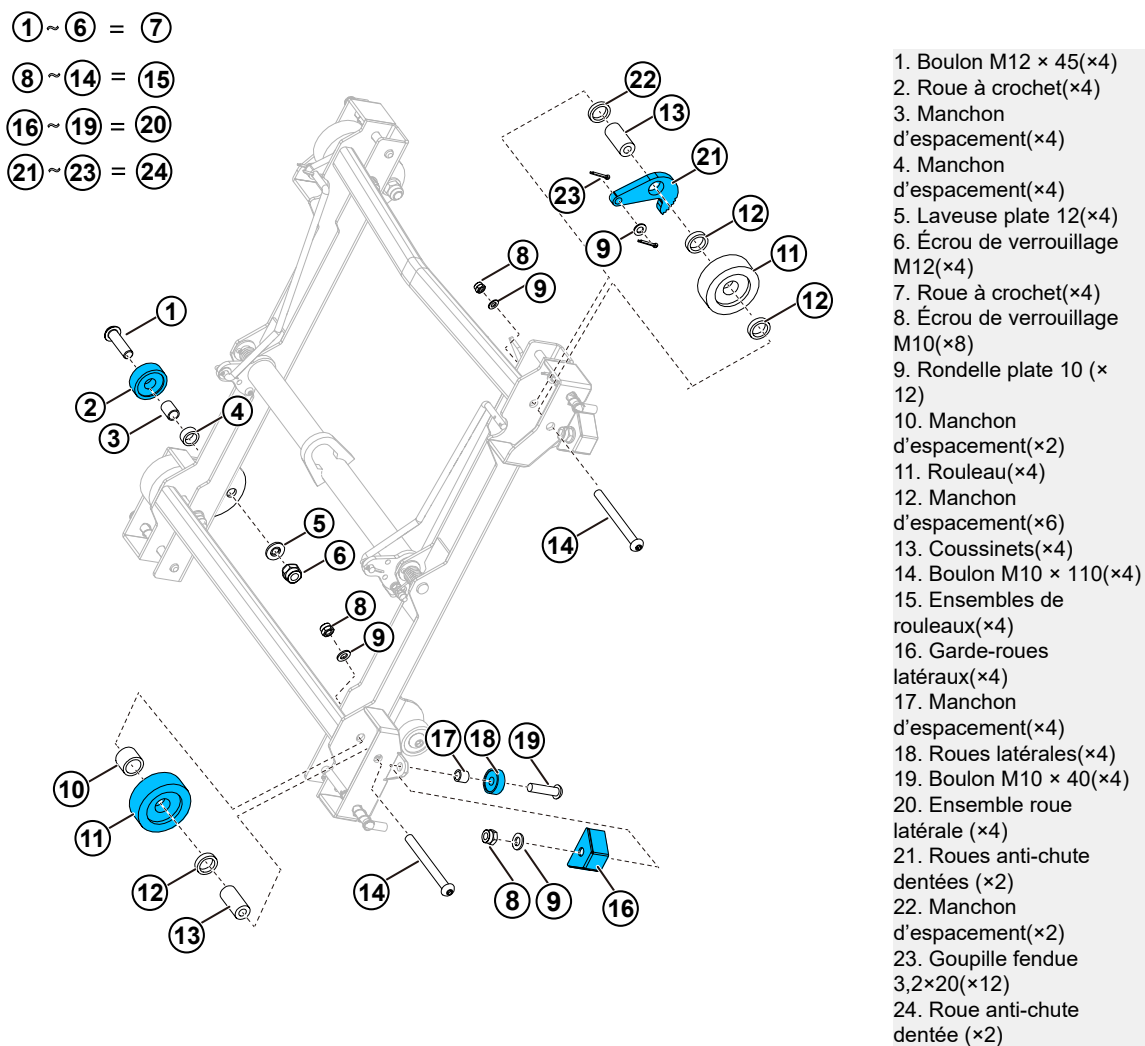 1 ~ 6 = 7
8 ~ 14 = 15
16 ~ 19 = 20
21 ~ 23 = 24
22
13
21
23
12
9
11
8
9
12
1
2
4
3
5
14
6
8
9
17
18
19
10
11
12
14
8
9
16
13
1. Boulon M12 × 45(×4)
2. Roue à crochet(×4)
3. Manchon
d’espacement(×4)
4. Manchon
d’espacement(×4)
5. Laveuse plate 12(×4)
6. Écrou de verrouillage
M12(×4)
7. Roue à crochet(×4)
8. Écrou de verrouillage
M10(×8)
9. Rondelle plate 10 (×
12)
10. Manchon
d’espacement(×2)
11. Rouleau(×4)
12. Manchon
d’espacement(×6)
13. Coussinets(×4)
14. Boulon M10 × 110(×4)
15. Ensembles de
rouleaux(×4)
16. Garde-roues
latéraux(×4)
17. Manchon
d’espacement(×4)
18. Roues latérales(×4)
19. Boulon M10 × 40(×4)
20. Ensemble roue
latérale (×4)
21. Roues anti-chute
dentées (×2)
22. Manchon
d’espacement(×2)
23. Goupille fendue
3,2×20(×12)
24. Roue anti-chute
dentée (×2)